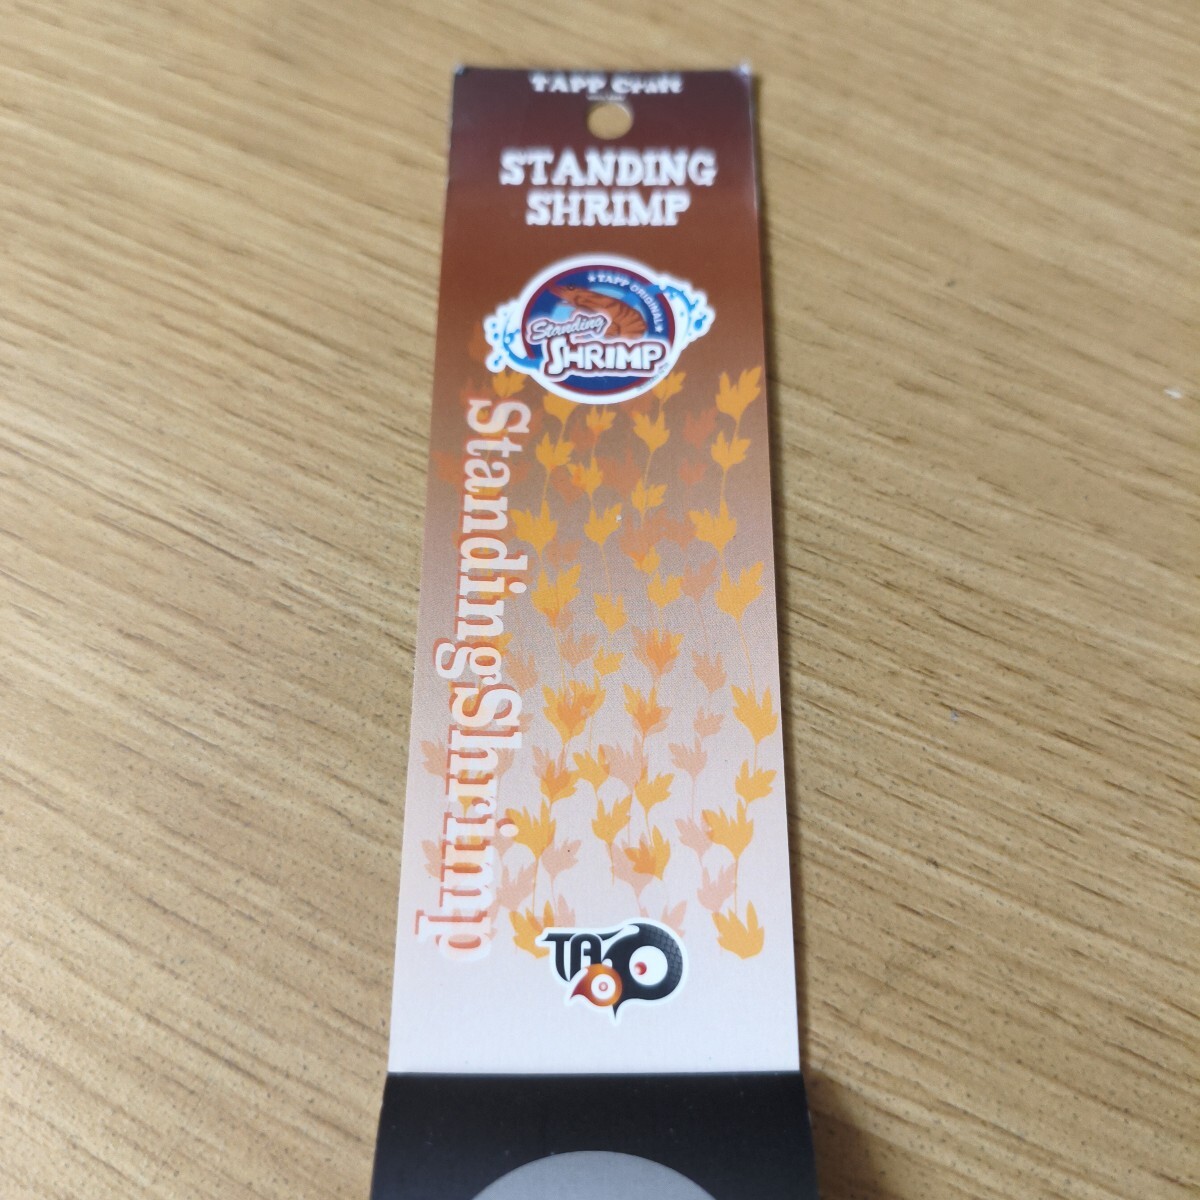 TAPP Craft
STANDING
SHRIMP
★TAPP ORIGINAL★
Standing
SHRIMP
StandingShrimp
TA